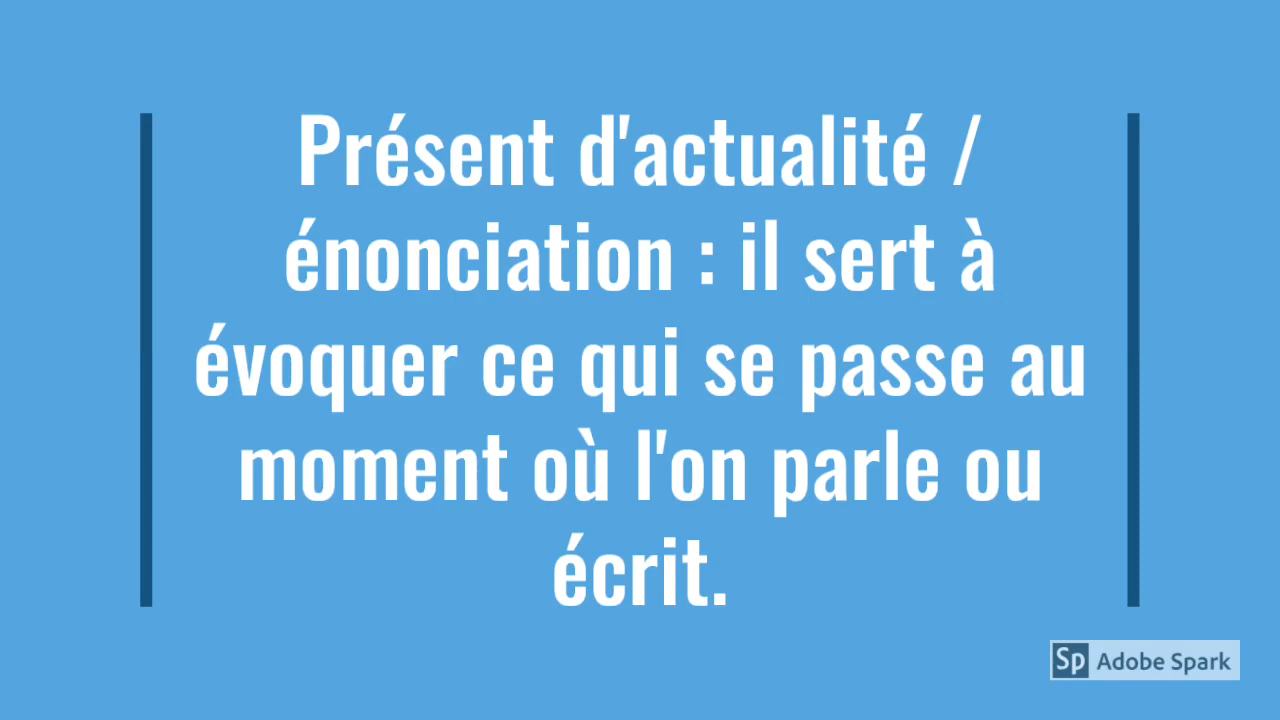 Présent d'actualité /
énonciation : il sert à
évoquer ce qui se passe au
moment où l'on parle ou
écrit.
Sp Adobe Spark